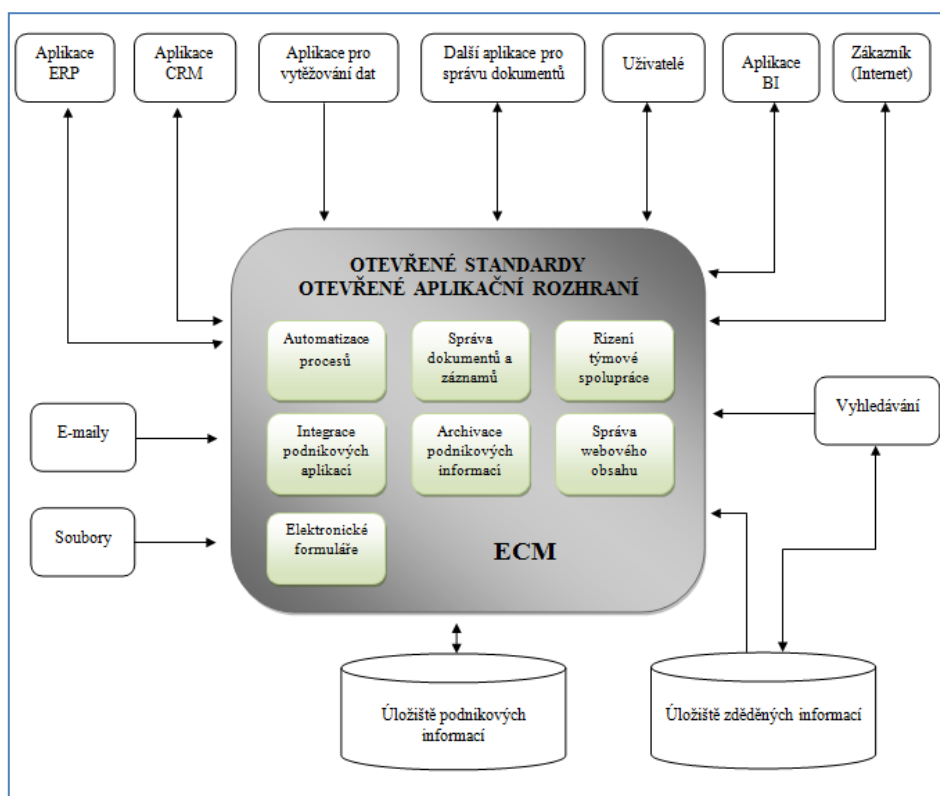 Aplikace
ERP
Aplikace
CRM
Aplikace pro
vytěžování dat
Další aplikace pro
správu dokumentů
Uživatelé
Aplikace
BI
Zákazník
(Internet)
OTEVŘENÉ STANDARDY
OTEVŘENÉ APLIKAČNÍ ROZHRANÍ
Automatizace
procesů
Správa
dokumentů a
záznamů
Řízení
týmové
spolupráce
E-maily
Integrace
podnikových
aplikací
Archivace
podnikových
informací
Správa
webového
obsahu
Vyhledávání
Soubory
Elektronické
formuláře
ECM
Úložiště podnikových
informací
Úložiště zděděných informací